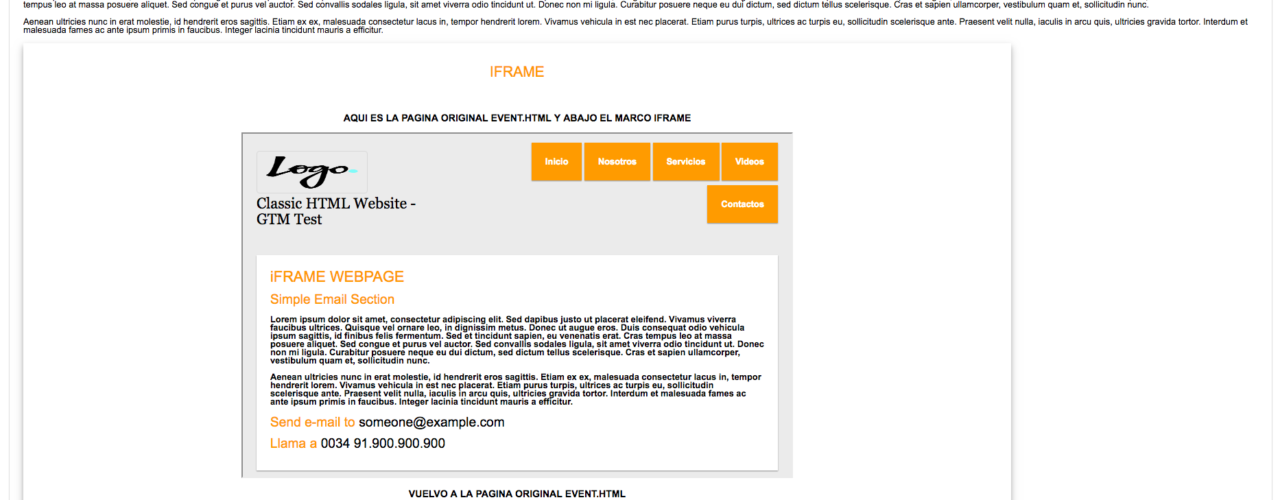 tempus leo at massa posuere aliquet. Sed congue et purus vel auctor. Sed convallis sodales ligula, sit amet viverra odio tincidunt ut. Donec non mi ligula. Curabitur posuere neque eu dui dictum, sed dictum tellus scelerisque. Cras et sapien ullamcorper, vestibulum quam et, sollicitudin nunc.
Aenean ultricies nunc in erat molestie, id hendrerit eros sagittis. Etiam ex ex, malesuada consectetur lacus in, tempor hendrerit lorem. Vivamus vehicula in est nec placerat. Etiam purus turpis, ultrices ac turpis eu, sollicitudin scelerisque ante. Praesent velit nulla, iaculis in arcu quis, ultricies gravida tortor. Interdum et
malesuada fames ac ante ipsum primis in faucibus. Integer lacinia tincidunt mauris a efficitur.
iFRAME
AQUI ES LA PAGINA ORIGINAL EVENT.HTML Y ABAJO EL MARCO IFRAME
Logo
Inicio
Nosotros
Servicios
Videos
Contactos
Classic HTML Website -
GTM Test
iFRAME WEBPAGE
Simple Email Section
Lorem ipsum dolor sit amet, consectetur adipiscing elit. Sed dapibus justo ut placerat eleifend. Vivamus viverra
faucibus ultrices. Quisque vel ornare leo, in dignissim metus. Donec ut augue eros. Duis consequat odio vehicula
ipsum sagittis, id finibus felis fermentum. Sed et tincidunt sapien, eu venenatis erat. Cras tempus leo at massa
posuere aliquet. Sed congue et purus vel auctor. Sed convallis sodales ligula, sit amet viverra odio tincidunt ut. Donec
non mi ligula. Curabitur posuere neque eu dui dictum, sed dictum tellus scelerisque. Cras et sapien ullamcorper,
vestibulum quam et, sollicitudin nunc.
Aenean ultricies nunc in erat molestie, id hendrerit eros sagittis. Etiam ex ex, malesuada consectetur lacus in, tempor
hendrerit lorem. Vivamus vehicula in est nec placerat. Etiam purus turpis, ultrices ac turpis eu, sollicitudin
scelerisque ante. Praesent velit nulla, iaculis in arcu quis, ultricies gravida tortor. Interdum et malesuada fames ac
ante ipsum primis in faucibus. Integer lacinia tincidunt mauris a efficitur.
Send e-mail to someone@example.com
Llama a 0034 91.900.900.900
VUELVO A LA PAGINA ORIGINAL EVENT.HTML